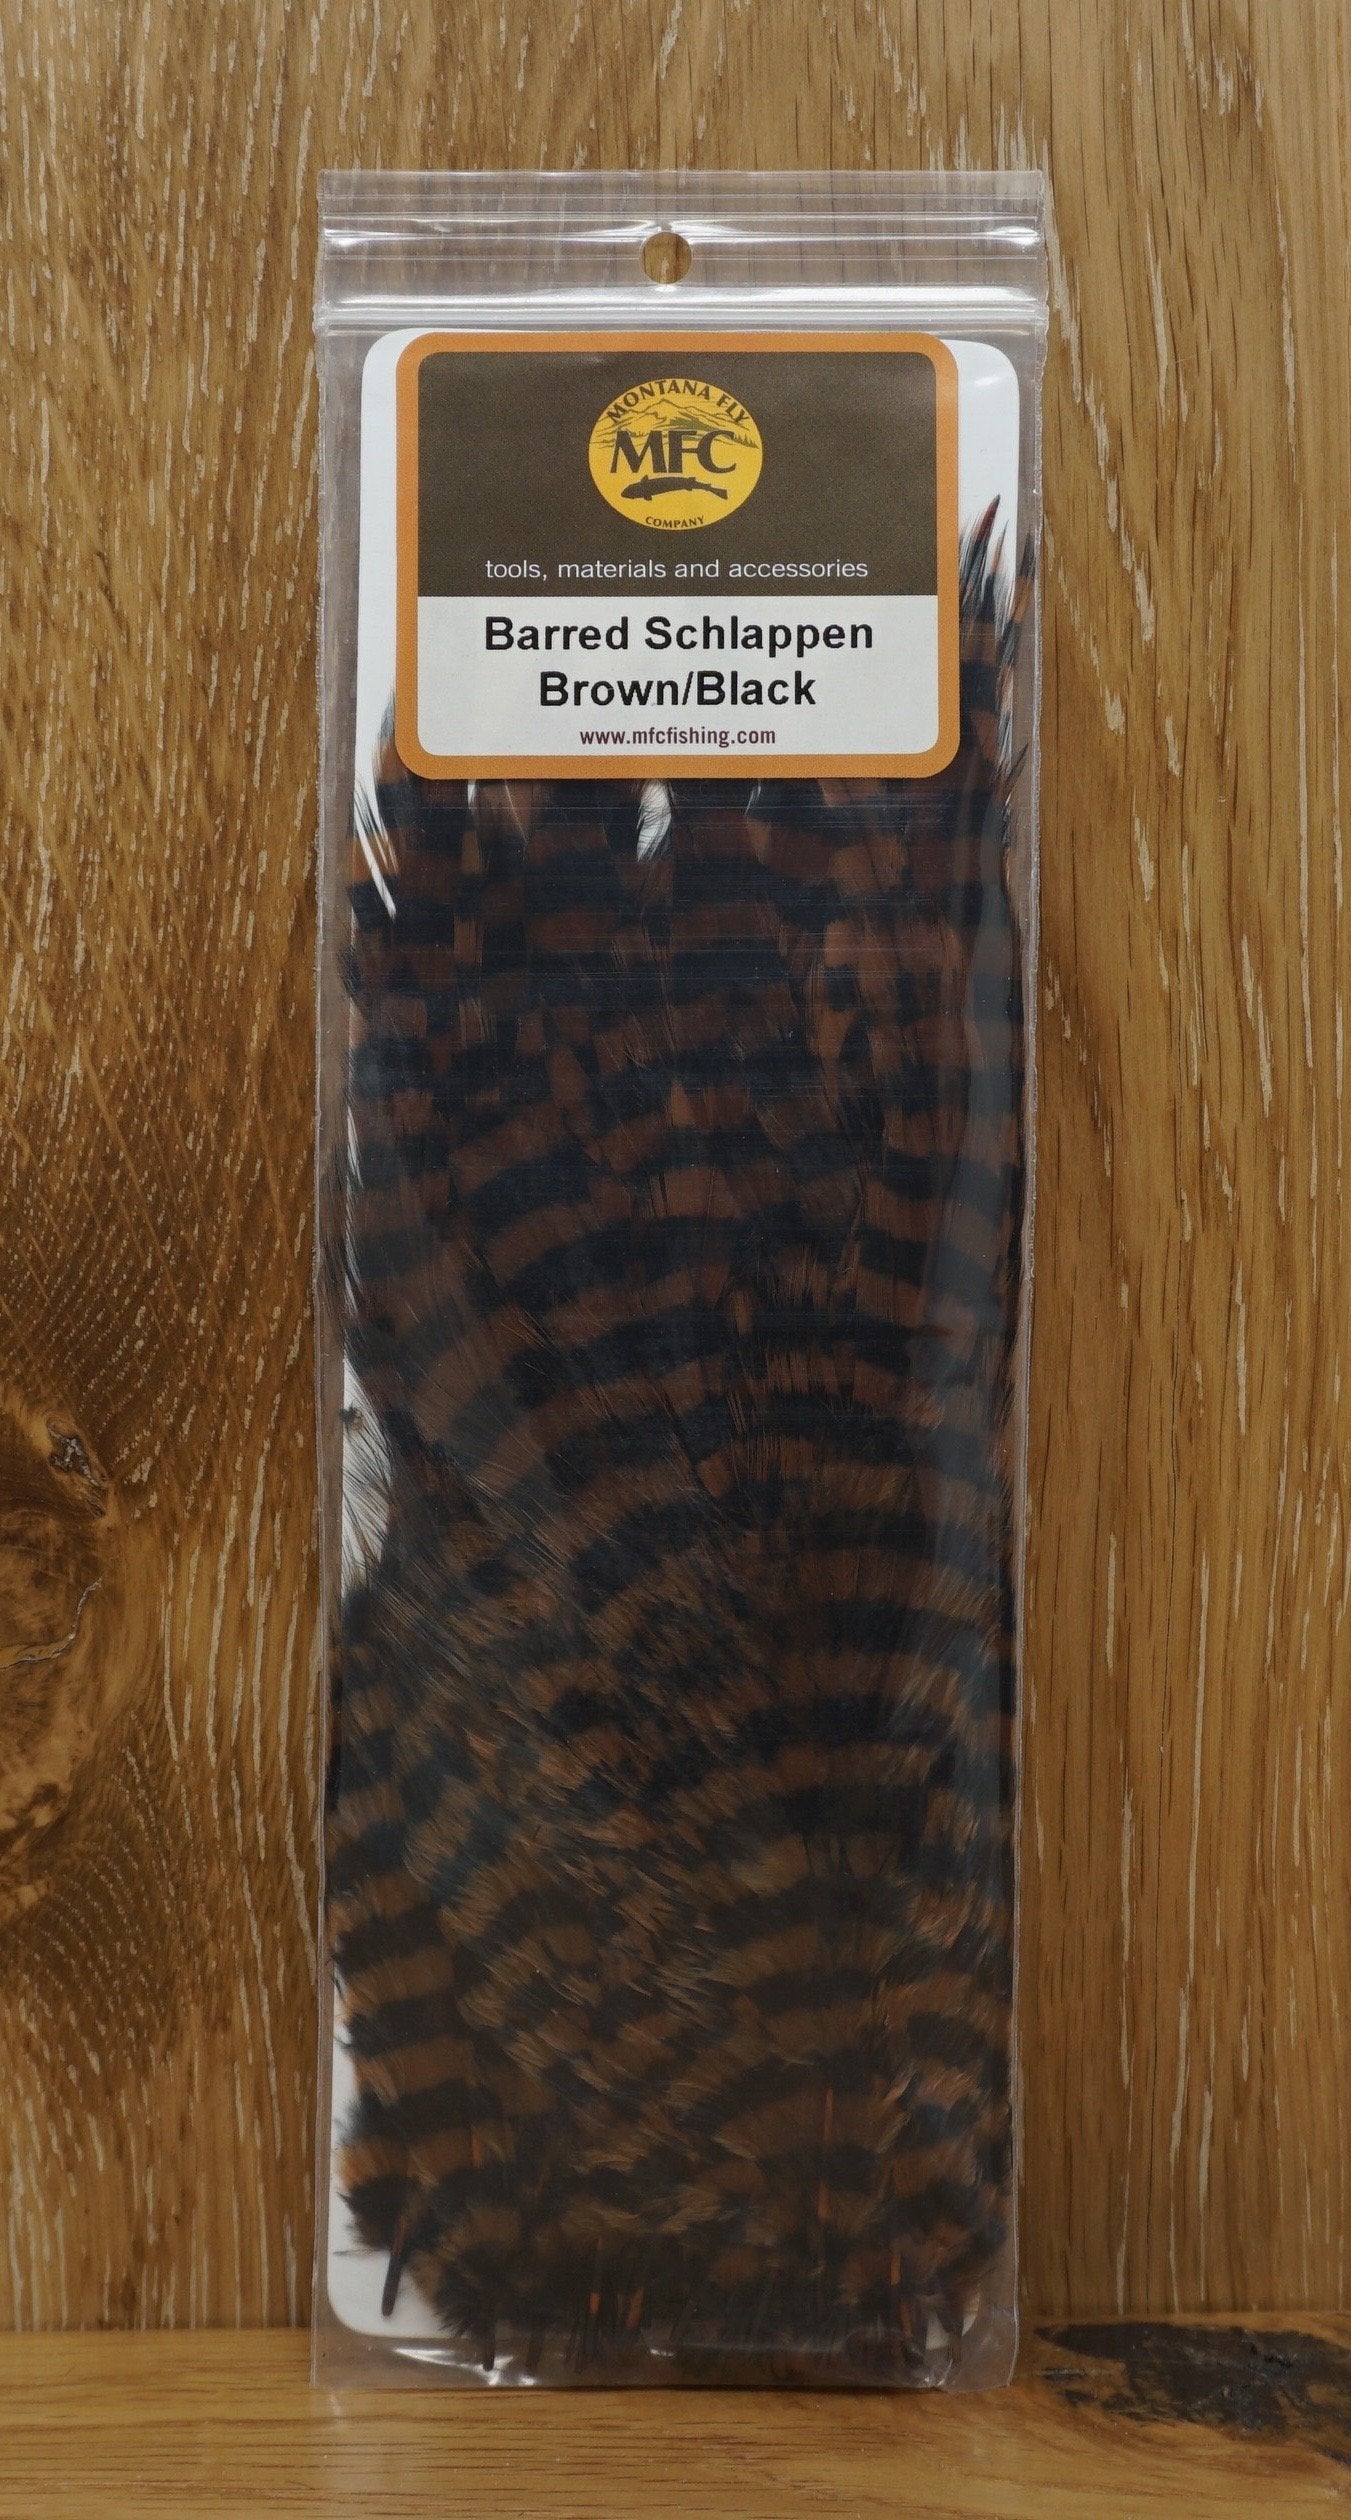 MONTANA FLY
MFC
COMPANY
tools, materials and accessories
Barred Schlappen
Brown/Black
www.mfcfishing.com